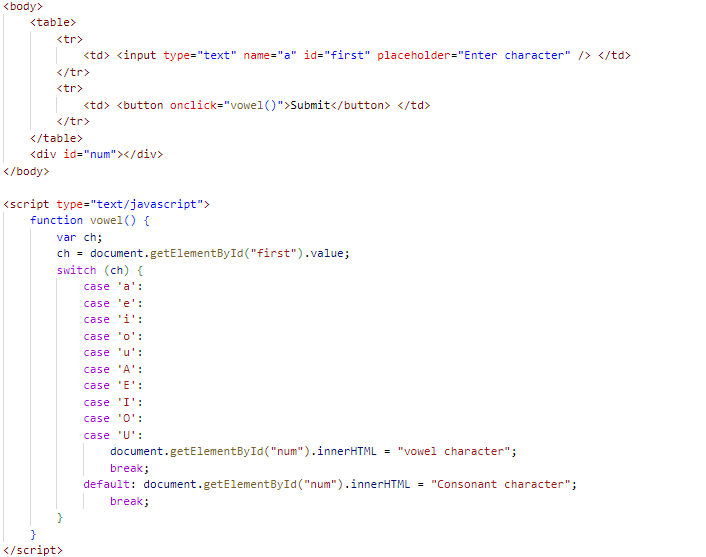 <body>
    <table>
        <tr>
            <td> <input type="text" name="a" id="first" placeholder="Enter character" /> </td>
        </tr>
        <tr>
            <td> <button onclick="vowel()">Submit</button> </td>
        </tr>
    </table>
    <div id="num"></div>
</body>

<script type="text/javascript">
    function vowel() {
        var ch;
        ch = document.getElementById("first").value;
        switch (ch) {
            case 'a':
            case 'e':
            case 'i':
            case 'o':
            case 'u':
            case 'A':
            case 'E':
            case 'I':
            case 'O':
            case 'U':
                document.getElementById("num").innerHTML = "vowel character";
                break;
            default: document.getElementById("num").innerHTML = "Consonant character";
                break;
        }
    }
</script>